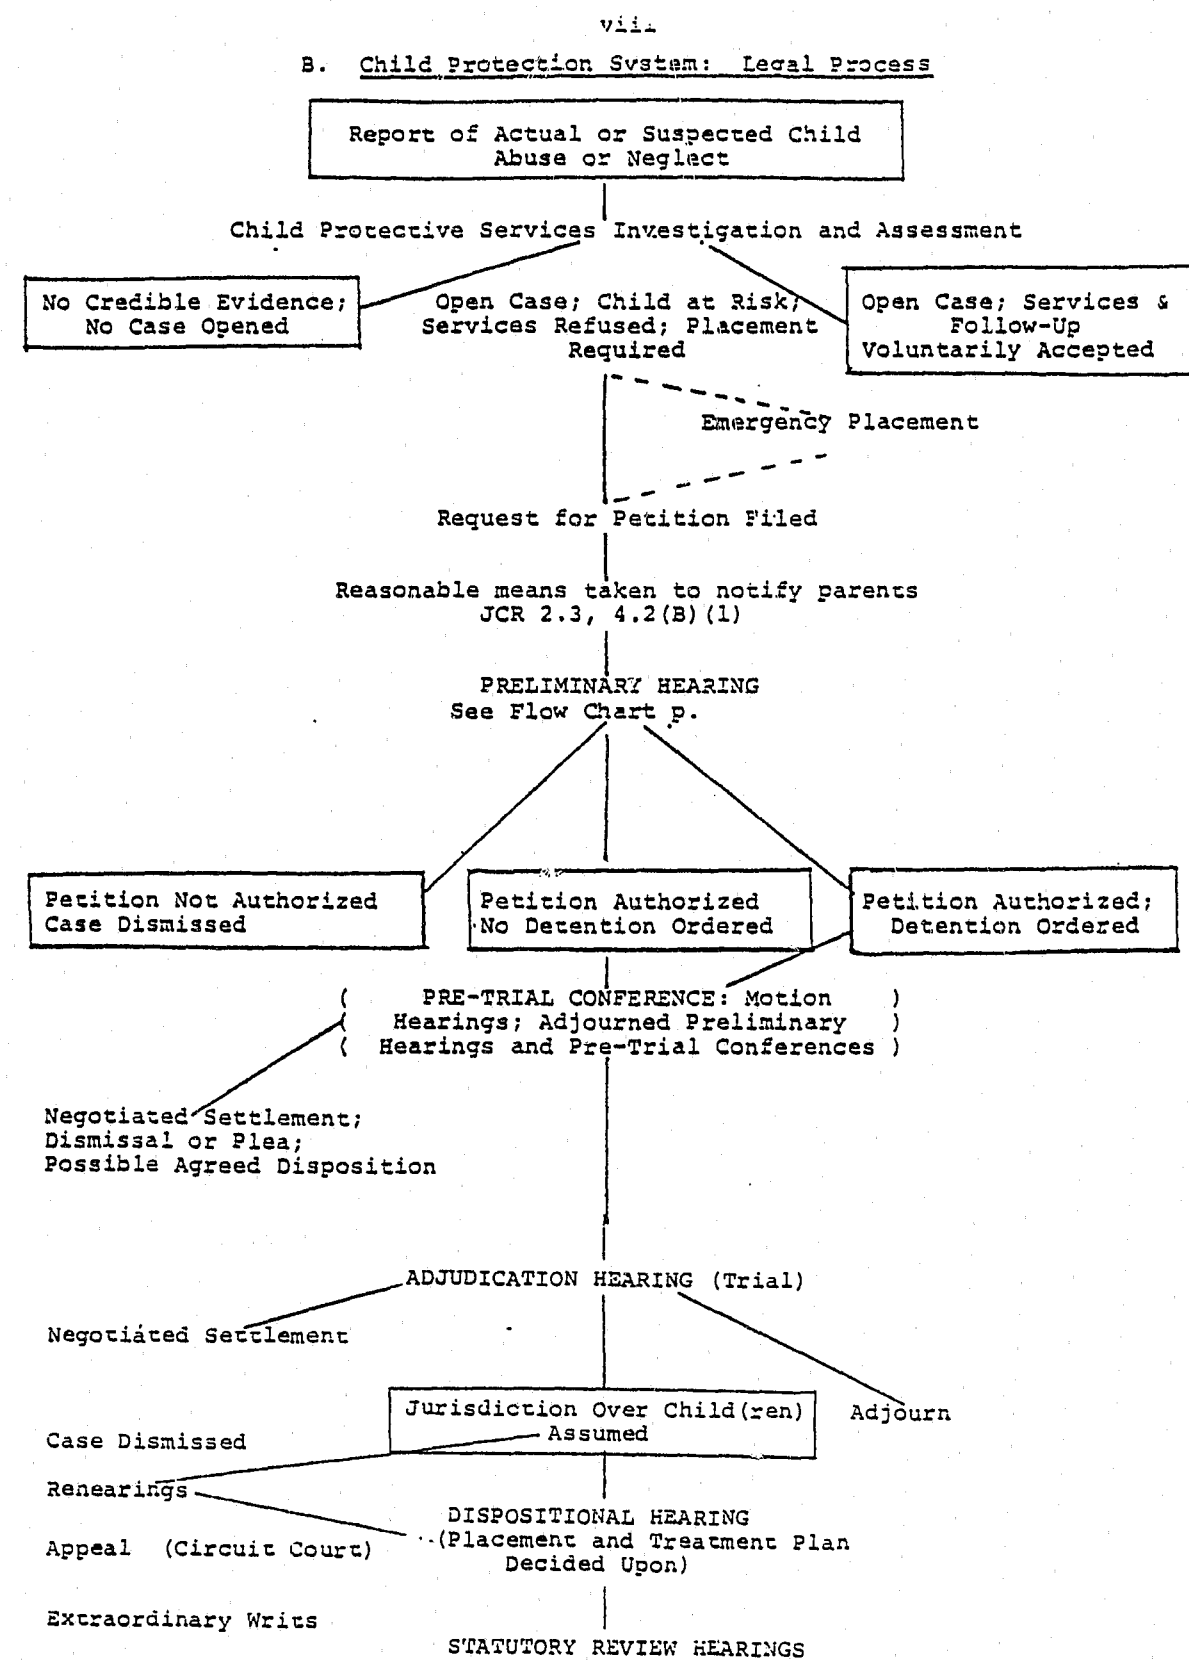 viii
B. Child Protection System: Legal Process
Report of Actual or Suspected Child
Abuse or Neglect
Child Protective Services Investigation and Assessment
No Credible Evidence;
No Case Opened
Open Case; Child at Risk;
Services Refused; Placement
Required
Open Case; Services &
Follow-Up
Voluntarily Accepted
Emergency Placement
Request for Petition Filed
Reasonable means taken to notify parents
JCR 2.3, 4.2(B)(1)
PRELIMINARY HEARING
See Flow Chart p.
Petition Not Authorized
Case Dismissed
Petition Authorized
No Detention Ordered
Petition Authorized;
Detention Ordered
( PRE-TRIAL CONFERENCE: Motion )
( Hearings; Adjourned Preliminary )
( Hearings and Pre-Trial Conferences )
Negotiated Settlement;
Dismissal or Plea;
Possible Agreed Disposition
ADJUDICATION HEARING (Trial)
Negotiated Settlement
Jurisdiction Over Child(ren)
Assumed
Adjourn
Case Dismissed
Rehearings
DISPOSITIONAL HEARING
(Placement and Treatment Plan
Decided Upon)
Appeal (Circuit Court)
Extraordinary Writs
STATUTORY REVIEW HEARINGS